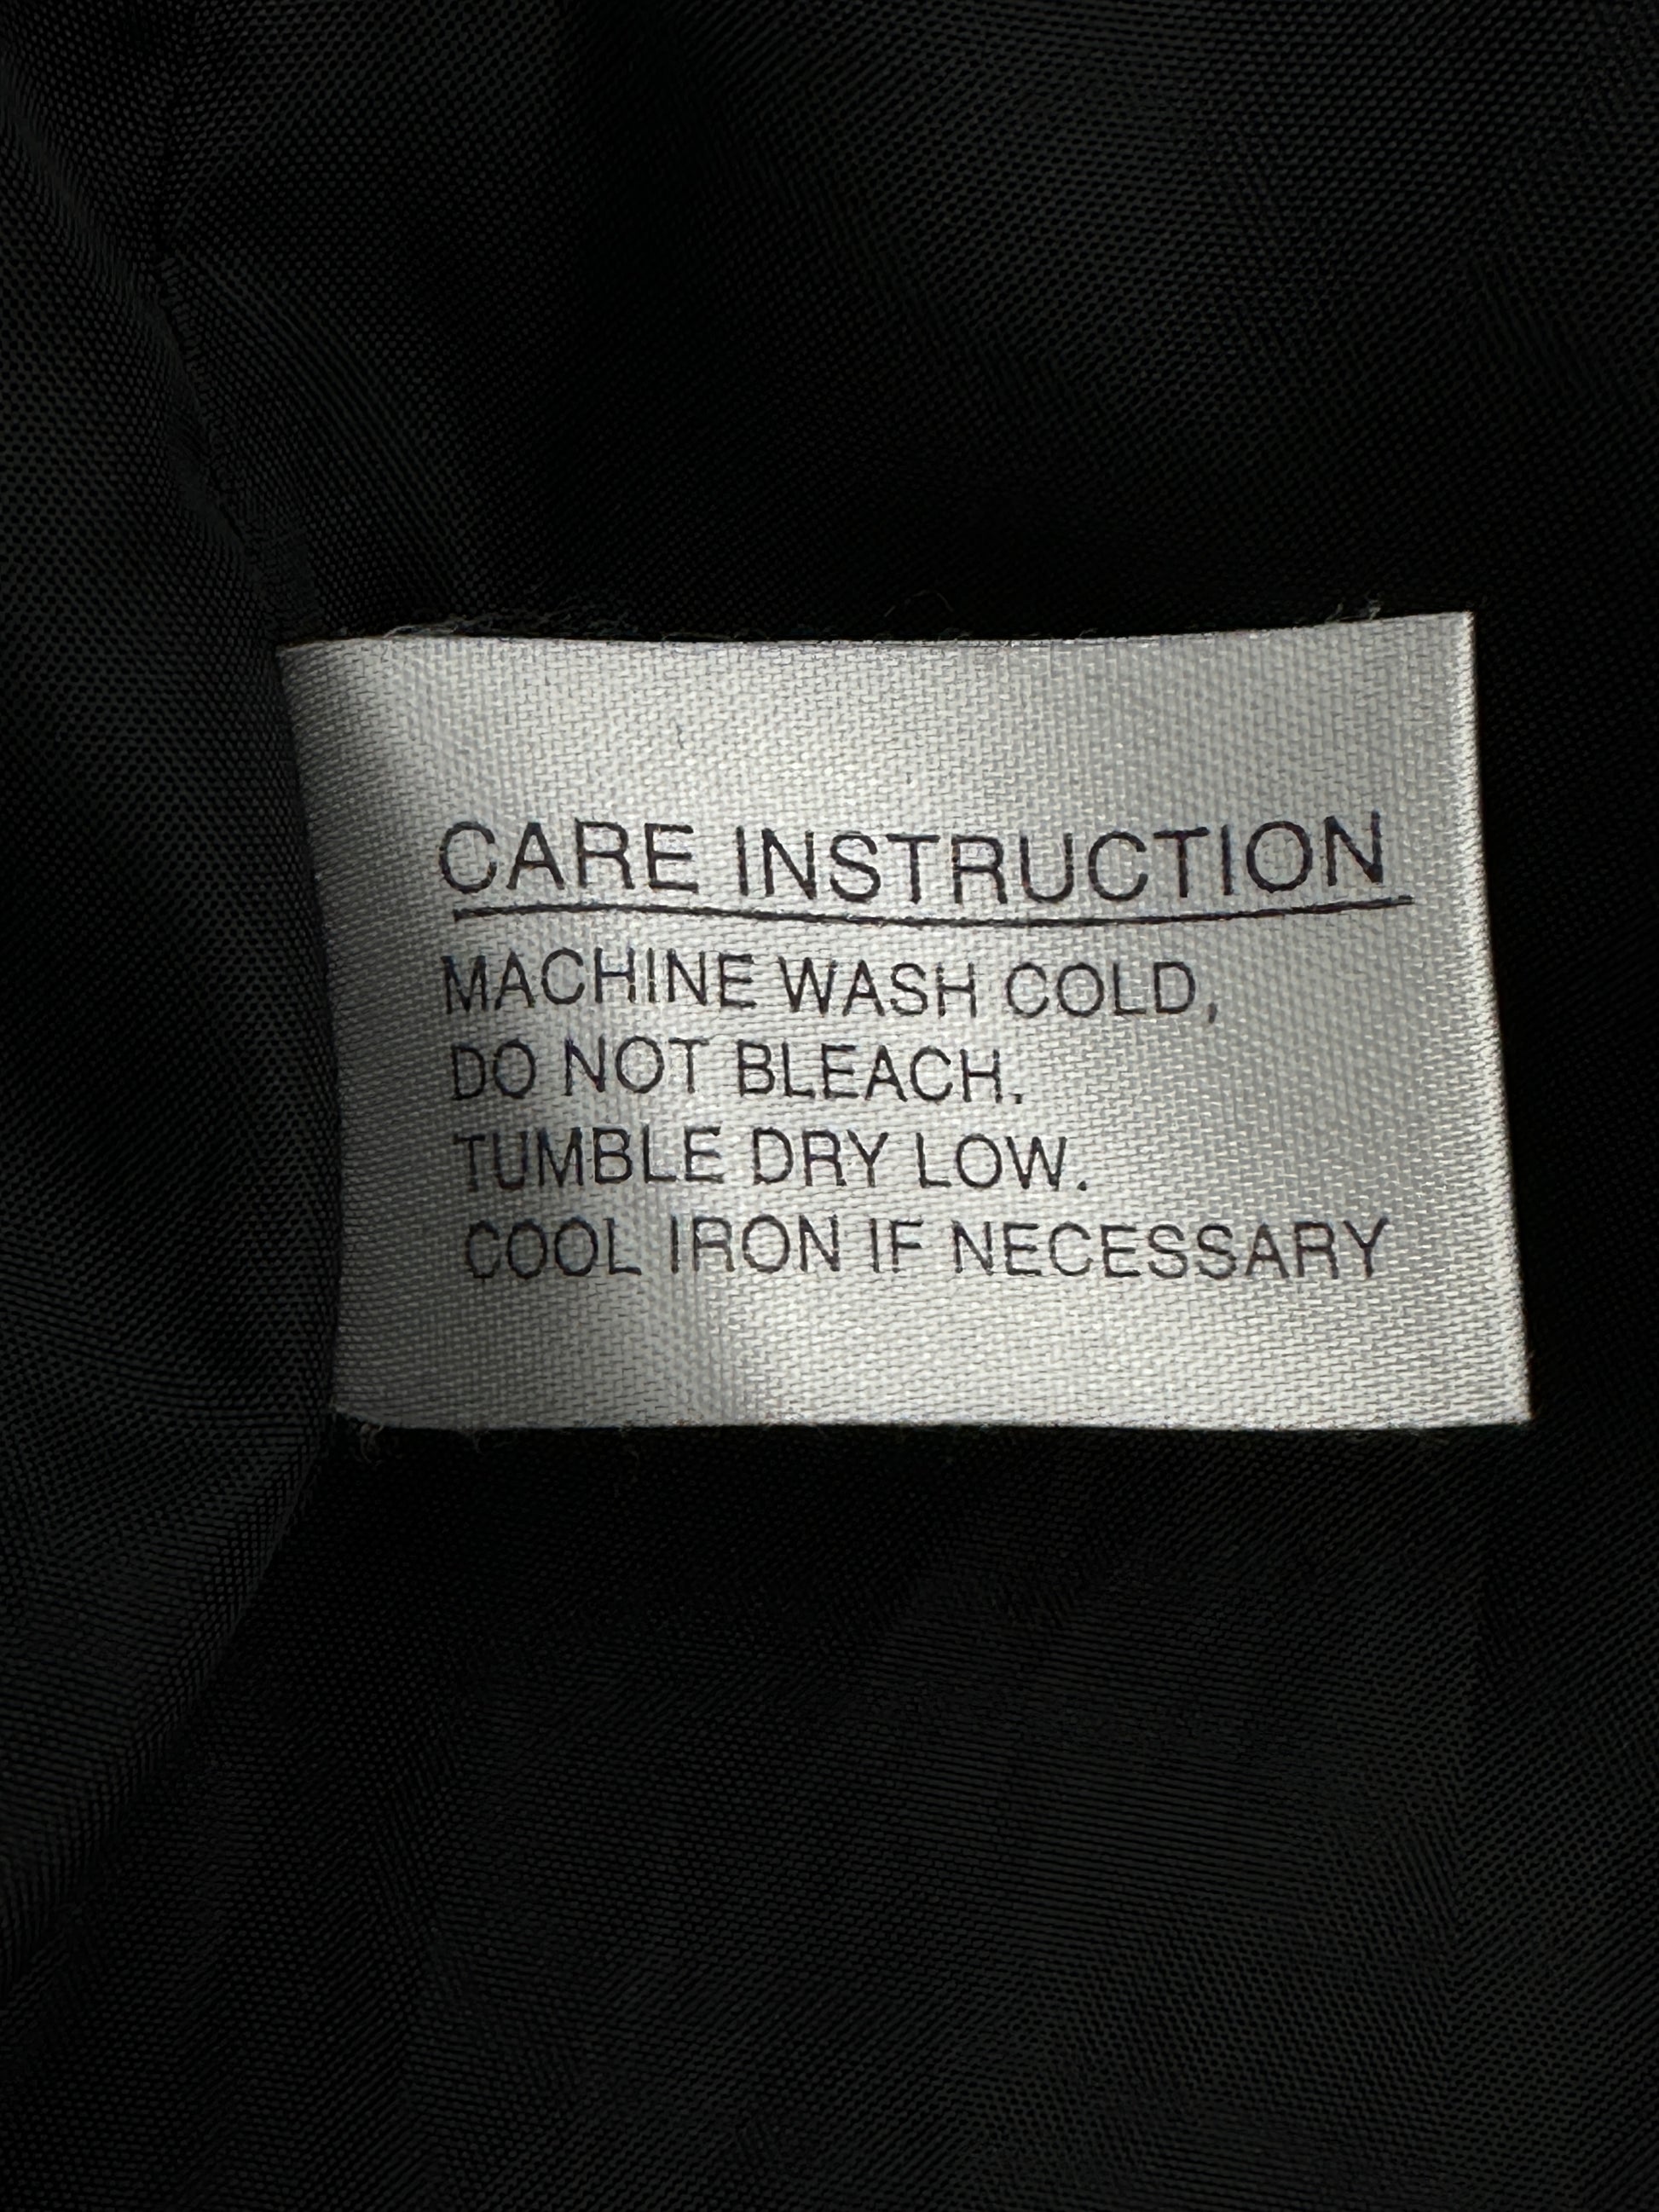 CARE INSTRUCTION
MACHINE WASH COLD,
DO NOT BLEACH.
TUMBLE DRY LOW.
COOL IRON IF NECESSARY